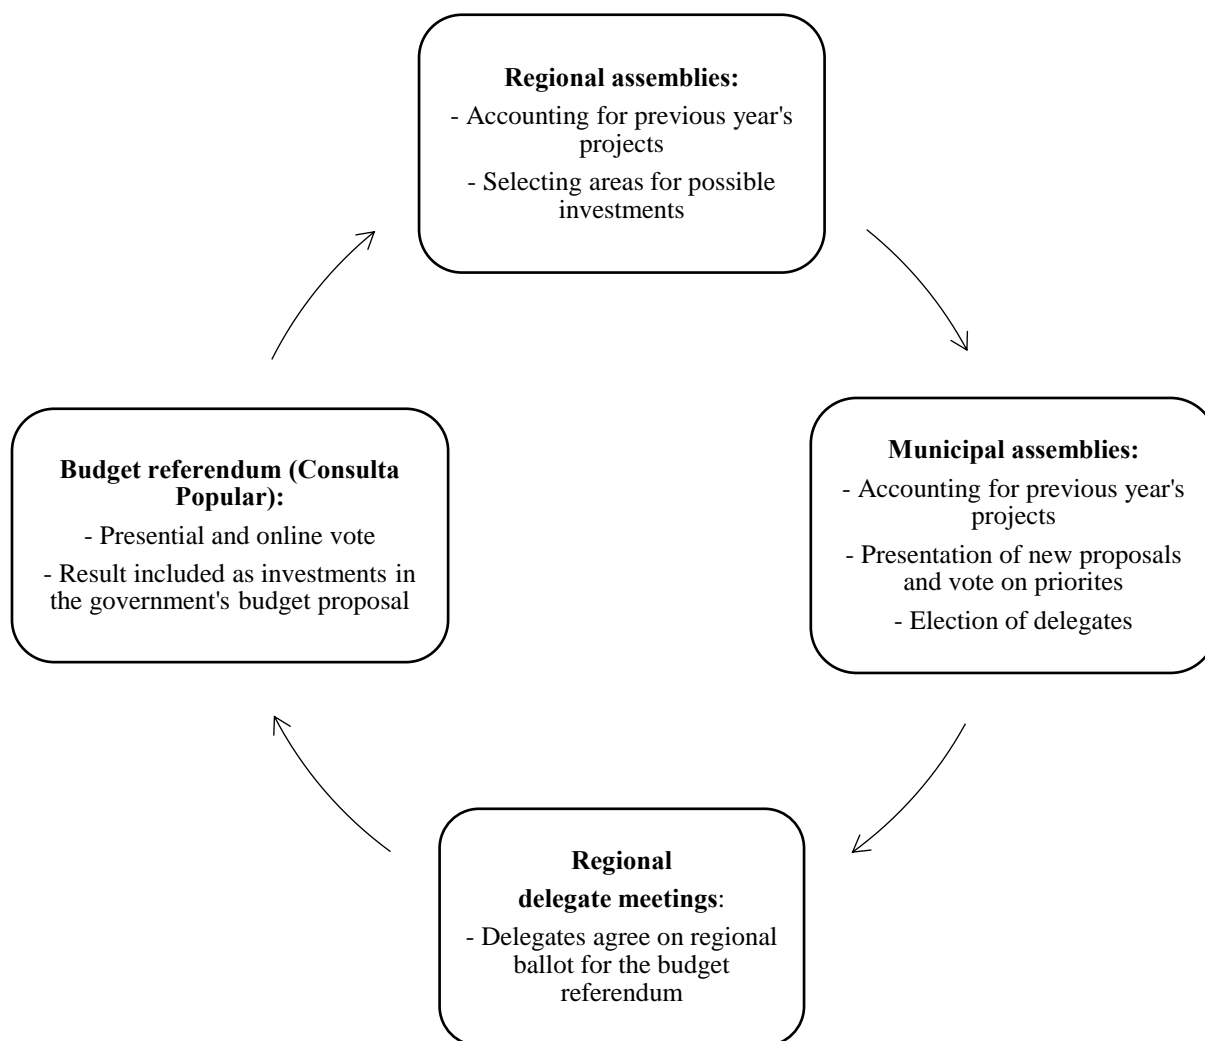 Regional assemblies:
- Accounting for previous year's
projects
- Selecting areas for possible
investments
Municipal assemblies:
- Accounting for previous year's
projects
- Presentation of new proposals
and vote on priorites
- Election of delegates
Regional
delegate meetings:
- Delegates agree on regional
ballot for the budget
referendum
Budget referendum (Consulta
Popular):
- Presential and online vote
- Result included as investments in
the government's budget proposal